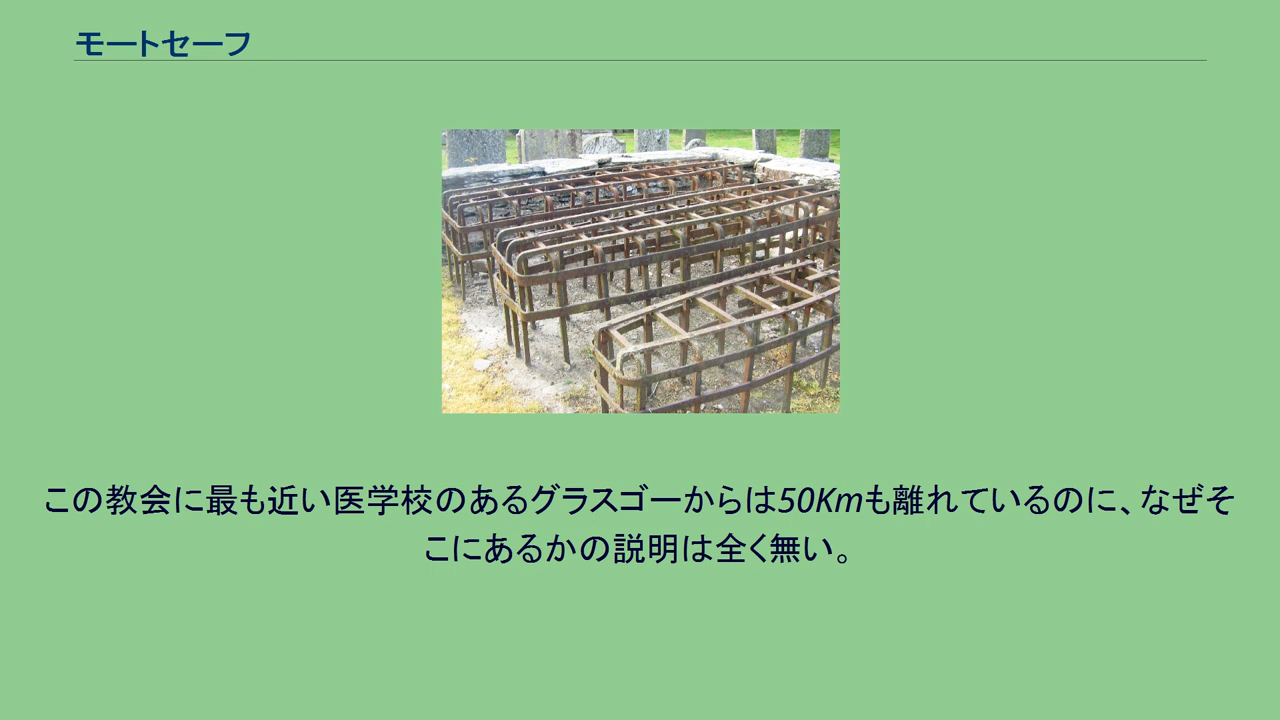 モートセーフ
この教会に最も近い医学校のあるグラスゴーからは50Kmも離れているのに、なぜそ
こにあるかの説明は全く無い。